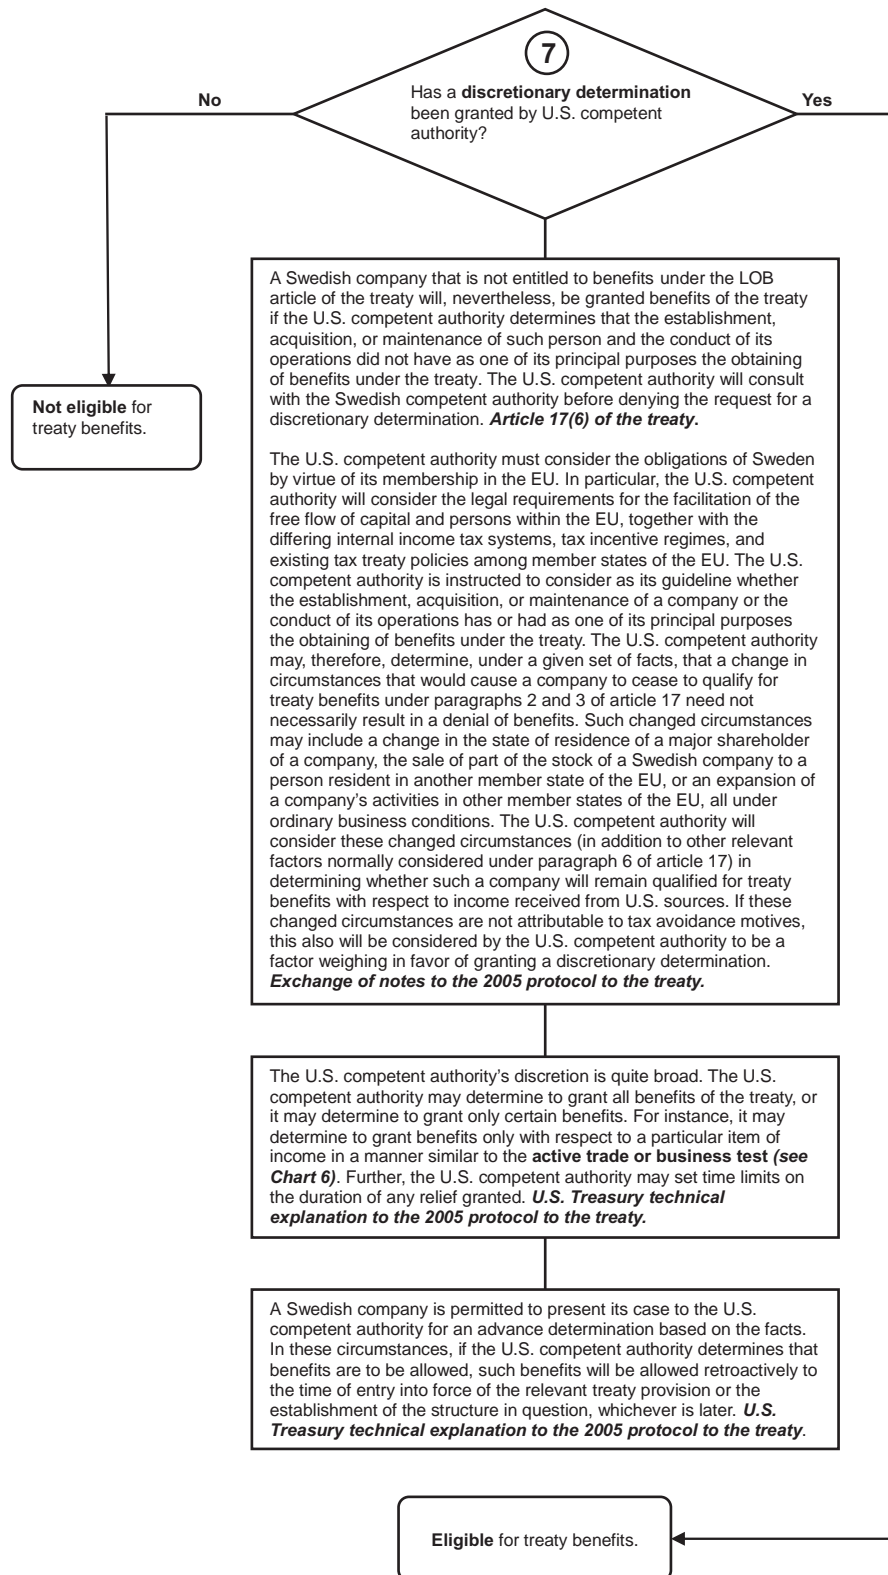 7
Has a discretionary determination
been granted by U.S. competent
authority?
No
Yes
A Swedish company that is not entitled to benefits under the LOB
article of the treaty will, nevertheless, be granted benefits of the treaty
if the U.S. competent authority determines that the establishment,
acquisition, or maintenance of such person and the conduct of its
operations did not have as one of its principal purposes the obtaining
of benefits under the treaty. The U.S. competent authority will consult
with the Swedish competent authority before denying the request for a
discretionary determination. Article 17(6) of the treaty.
The U.S. competent authority must consider the obligations of Sweden
by virtue of its membership in the EU. In particular, the U.S. competent
authority will consider the legal requirements for the facilitation of the
free flow of capital and persons within the EU, together with the
differing internal income tax systems, tax incentive regimes, and
existing tax treaty policies among member states of the EU. The U.S.
competent authority is instructed to consider as its guideline whether
the establishment, acquisition, or maintenance of a company or the
conduct of its operations has or had as one of its principal purposes
the obtaining of benefits under the treaty. The U.S. competent authority
may, therefore, determine, under a given set of facts, that a change in
circumstances that would cause a company to cease to qualify for
treaty benefits under paragraphs 2 and 3 of article 17 need not
necessarily result in a denial of benefits. Such changed circumstances
may include a change in the state of residence of a major shareholder
of a company, the sale of part of the stock of a Swedish company to a
person resident in another member state of the EU, or an expansion of
a company's activities in other member states of the EU, all under
ordinary business conditions. The U.S. competent authority will
consider these changed circumstances (in addition to other relevant
factors normally considered under paragraph 6 of article 17) in
determining whether such a company will remain qualified for treaty
benefits with respect to income received from U.S. sources. If these
changed circumstances are not attributable to tax avoidance motives,
this also will be considered by the U.S. competent authority to be a
factor weighing in favor of granting a discretionary determination.
Exchange of notes to the 2005 protocol to the treaty.
Not eligible for
treaty benefits.
The U.S. competent authority's discretion is quite broad. The U.S.
competent authority may determine to grant all benefits of the treaty, or
it may determine to grant only certain benefits. For instance, it may
determine to grant benefits only with respect to a particular item of
income in a manner similar to the active trade or business test (see
Chart 6). Further, the U.S. competent authority may set time limits on
the duration of any relief granted. U.S. Treasury technical
explanation to the 2005 protocol to the treaty.
A Swedish company is permitted to present its case to the U.S.
competent authority for an advance determination based on the facts.
In these circumstances, if the U.S. competent authority determines that
benefits are to be allowed, such benefits will be allowed retroactively to
the time of entry into force of the relevant treaty provision or the
establishment of the structure in question, whichever is later. U.S.
Treasury technical explanation to the 2005 protocol to the treaty.
Eligible for treaty benefits.